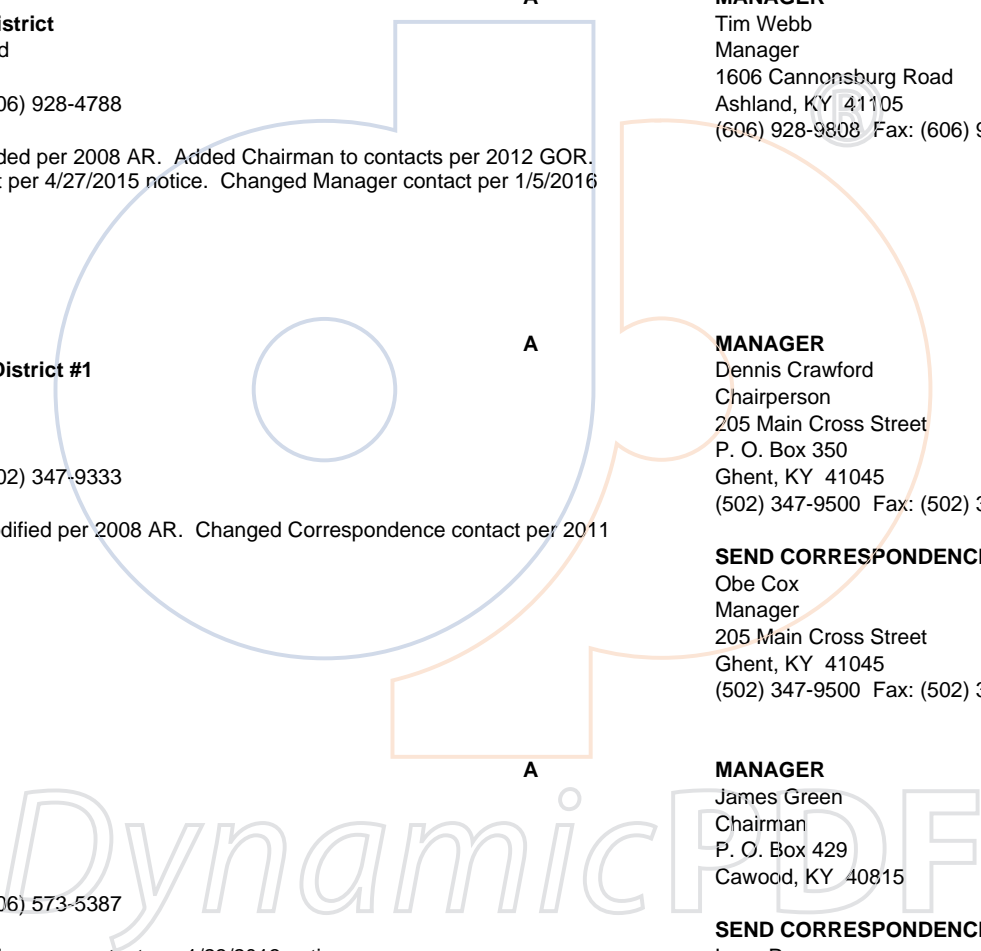 istrict
d
06) 928-4788
ded per 2008 AR.  Added Chairman to contacts per 2012 GOR.
t per 4/27/2015 notice.  Changed Manager contact per 1/5/2016
A
MANAGER
Tim Webb
Manager
1606 Cannonsburg Road
Ashland, KY  41105
(606) 928-9808  Fax: (606) 9
District #1
02) 347-9333
dified per 2008 AR.  Changed Correspondence contact per 2011
A
MANAGER
Dennis Crawford
Chairperson
205 Main Cross Street
P. O. Box 350
Ghent, KY  41045
(502) 347-9500  Fax: (502) 3
SEND CORRESPONDENCE
Obe Cox
Manager
205 Main Cross Street
Ghent, KY  41045
(502) 347-9500  Fax: (502) 3
06) 573-5387
A
MANAGER
James Green
Chairman
P. O. Box 429
Cawood, KY  40815
SEND CORRESPONDENCE
DynamicPDF
®